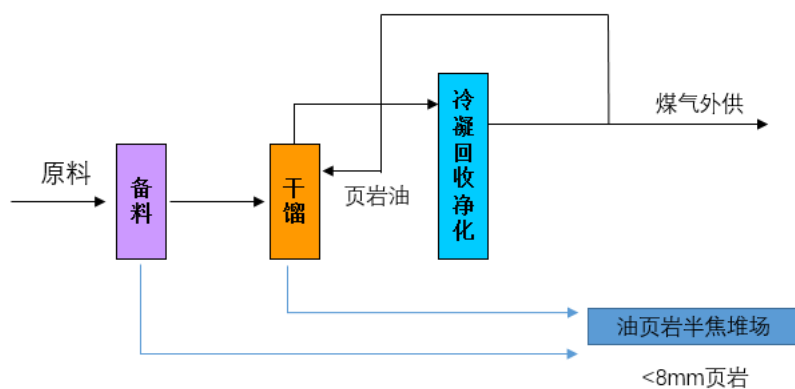 原料
备料
干馏
页岩油
冷凝回收净化
煤气外供
油页岩半焦堆场
<8mm页岩